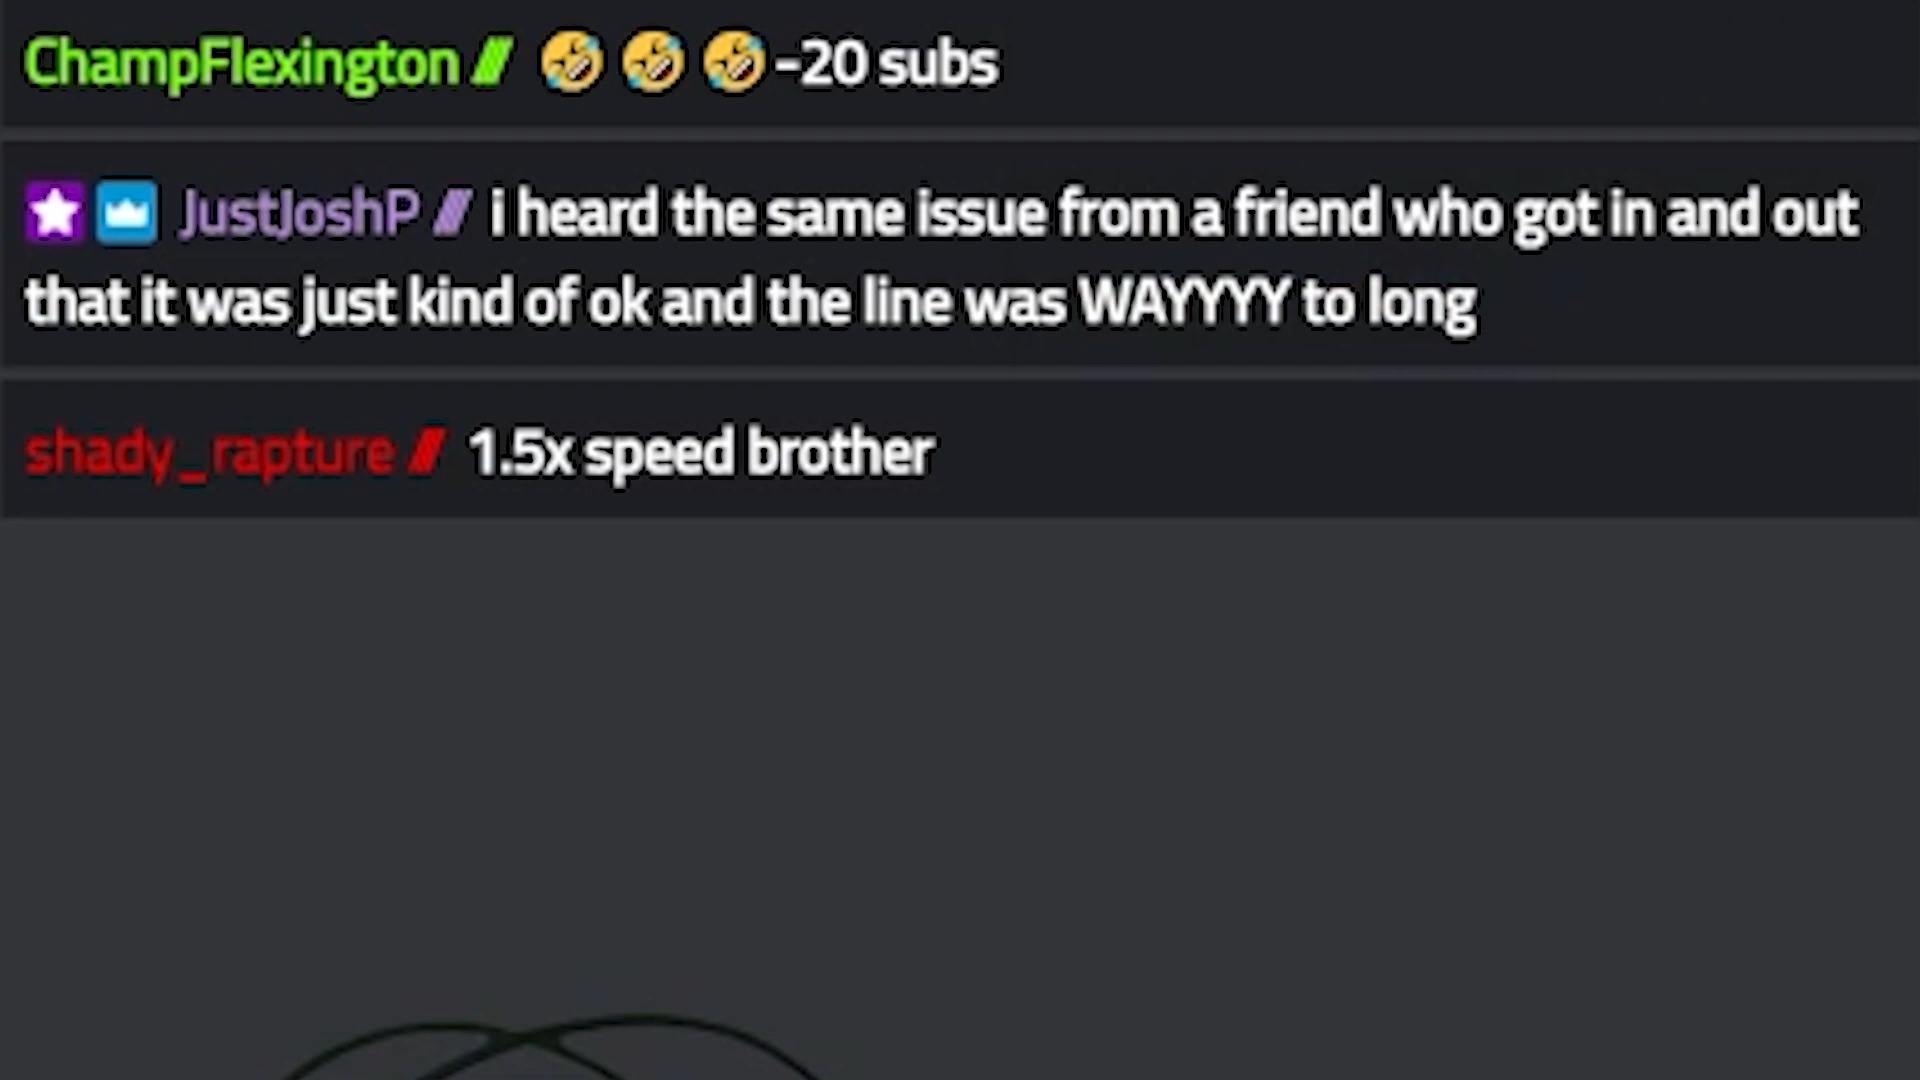 ChampFlexington // 🤣 🤣 🤣 -20 subs
JustJoshP // i heard the same issue from a friend who got in and out
that it was just kind of ok and the line was WAYYYY to long
shady_rapture // 1.5x speed brother